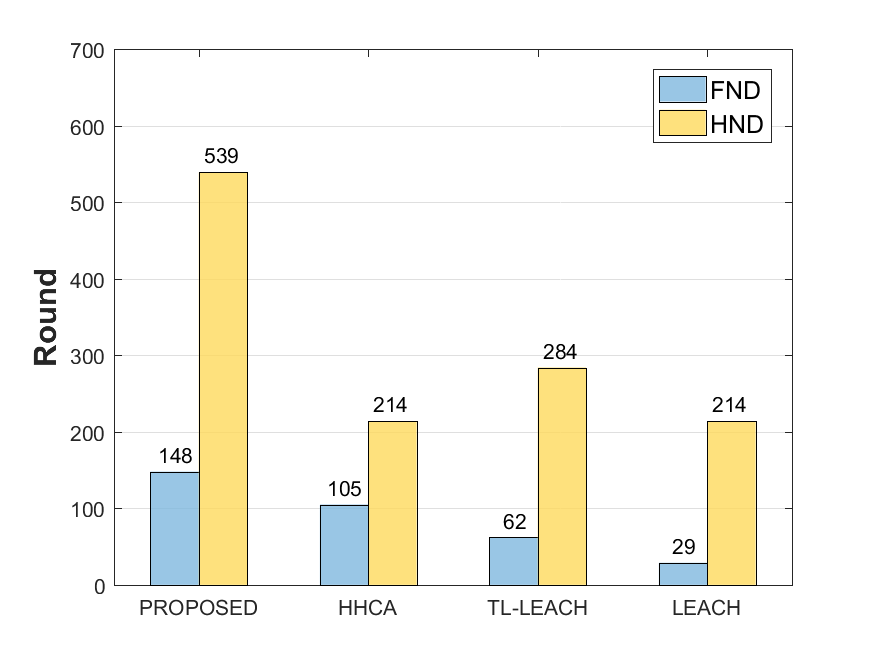 700
600
500
400
300
200
100
0
Round
FND
HND
148
539
105
214
62
284
29
214
PROPOSED
HHCA
TL-LEACH
LEACH